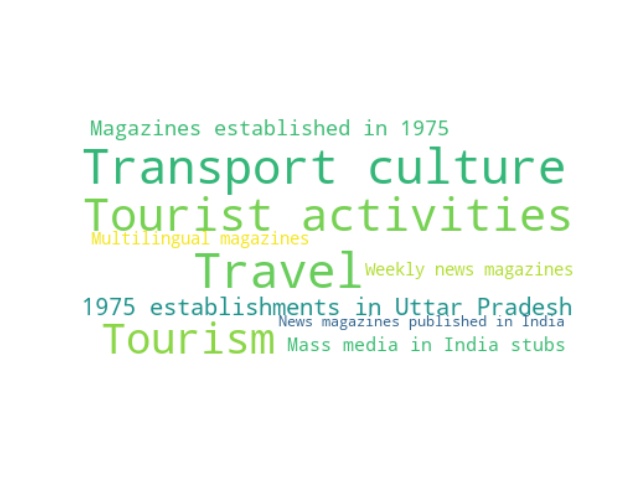 Magazines established in 1975
Transport culture
Tourist activities
Multilingual magazines
Travel
Weekly news magazines
1975 establishments in Uttar Pradesh
News magazines published in India
Tourism
Mass media in India stubs